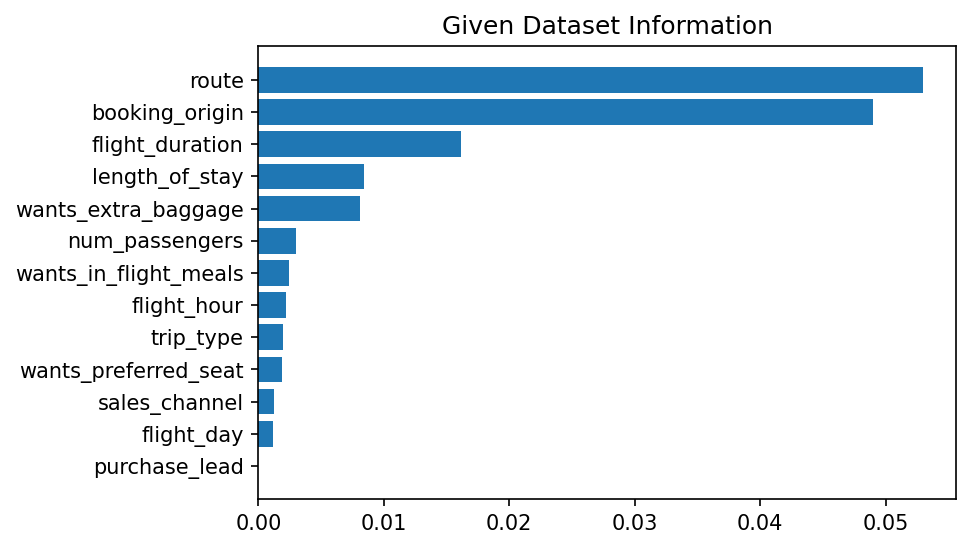 Given Dataset Information
route
booking_origin
flight_duration
length_of_stay
wants_extra_baggage
num_passengers
wants_in_flight_meals
flight_hour
trip_type
wants_preferred_seat
sales_channel
flight_day
purchase_lead
0.00 0.01 0.02 0.03 0.04 0.05